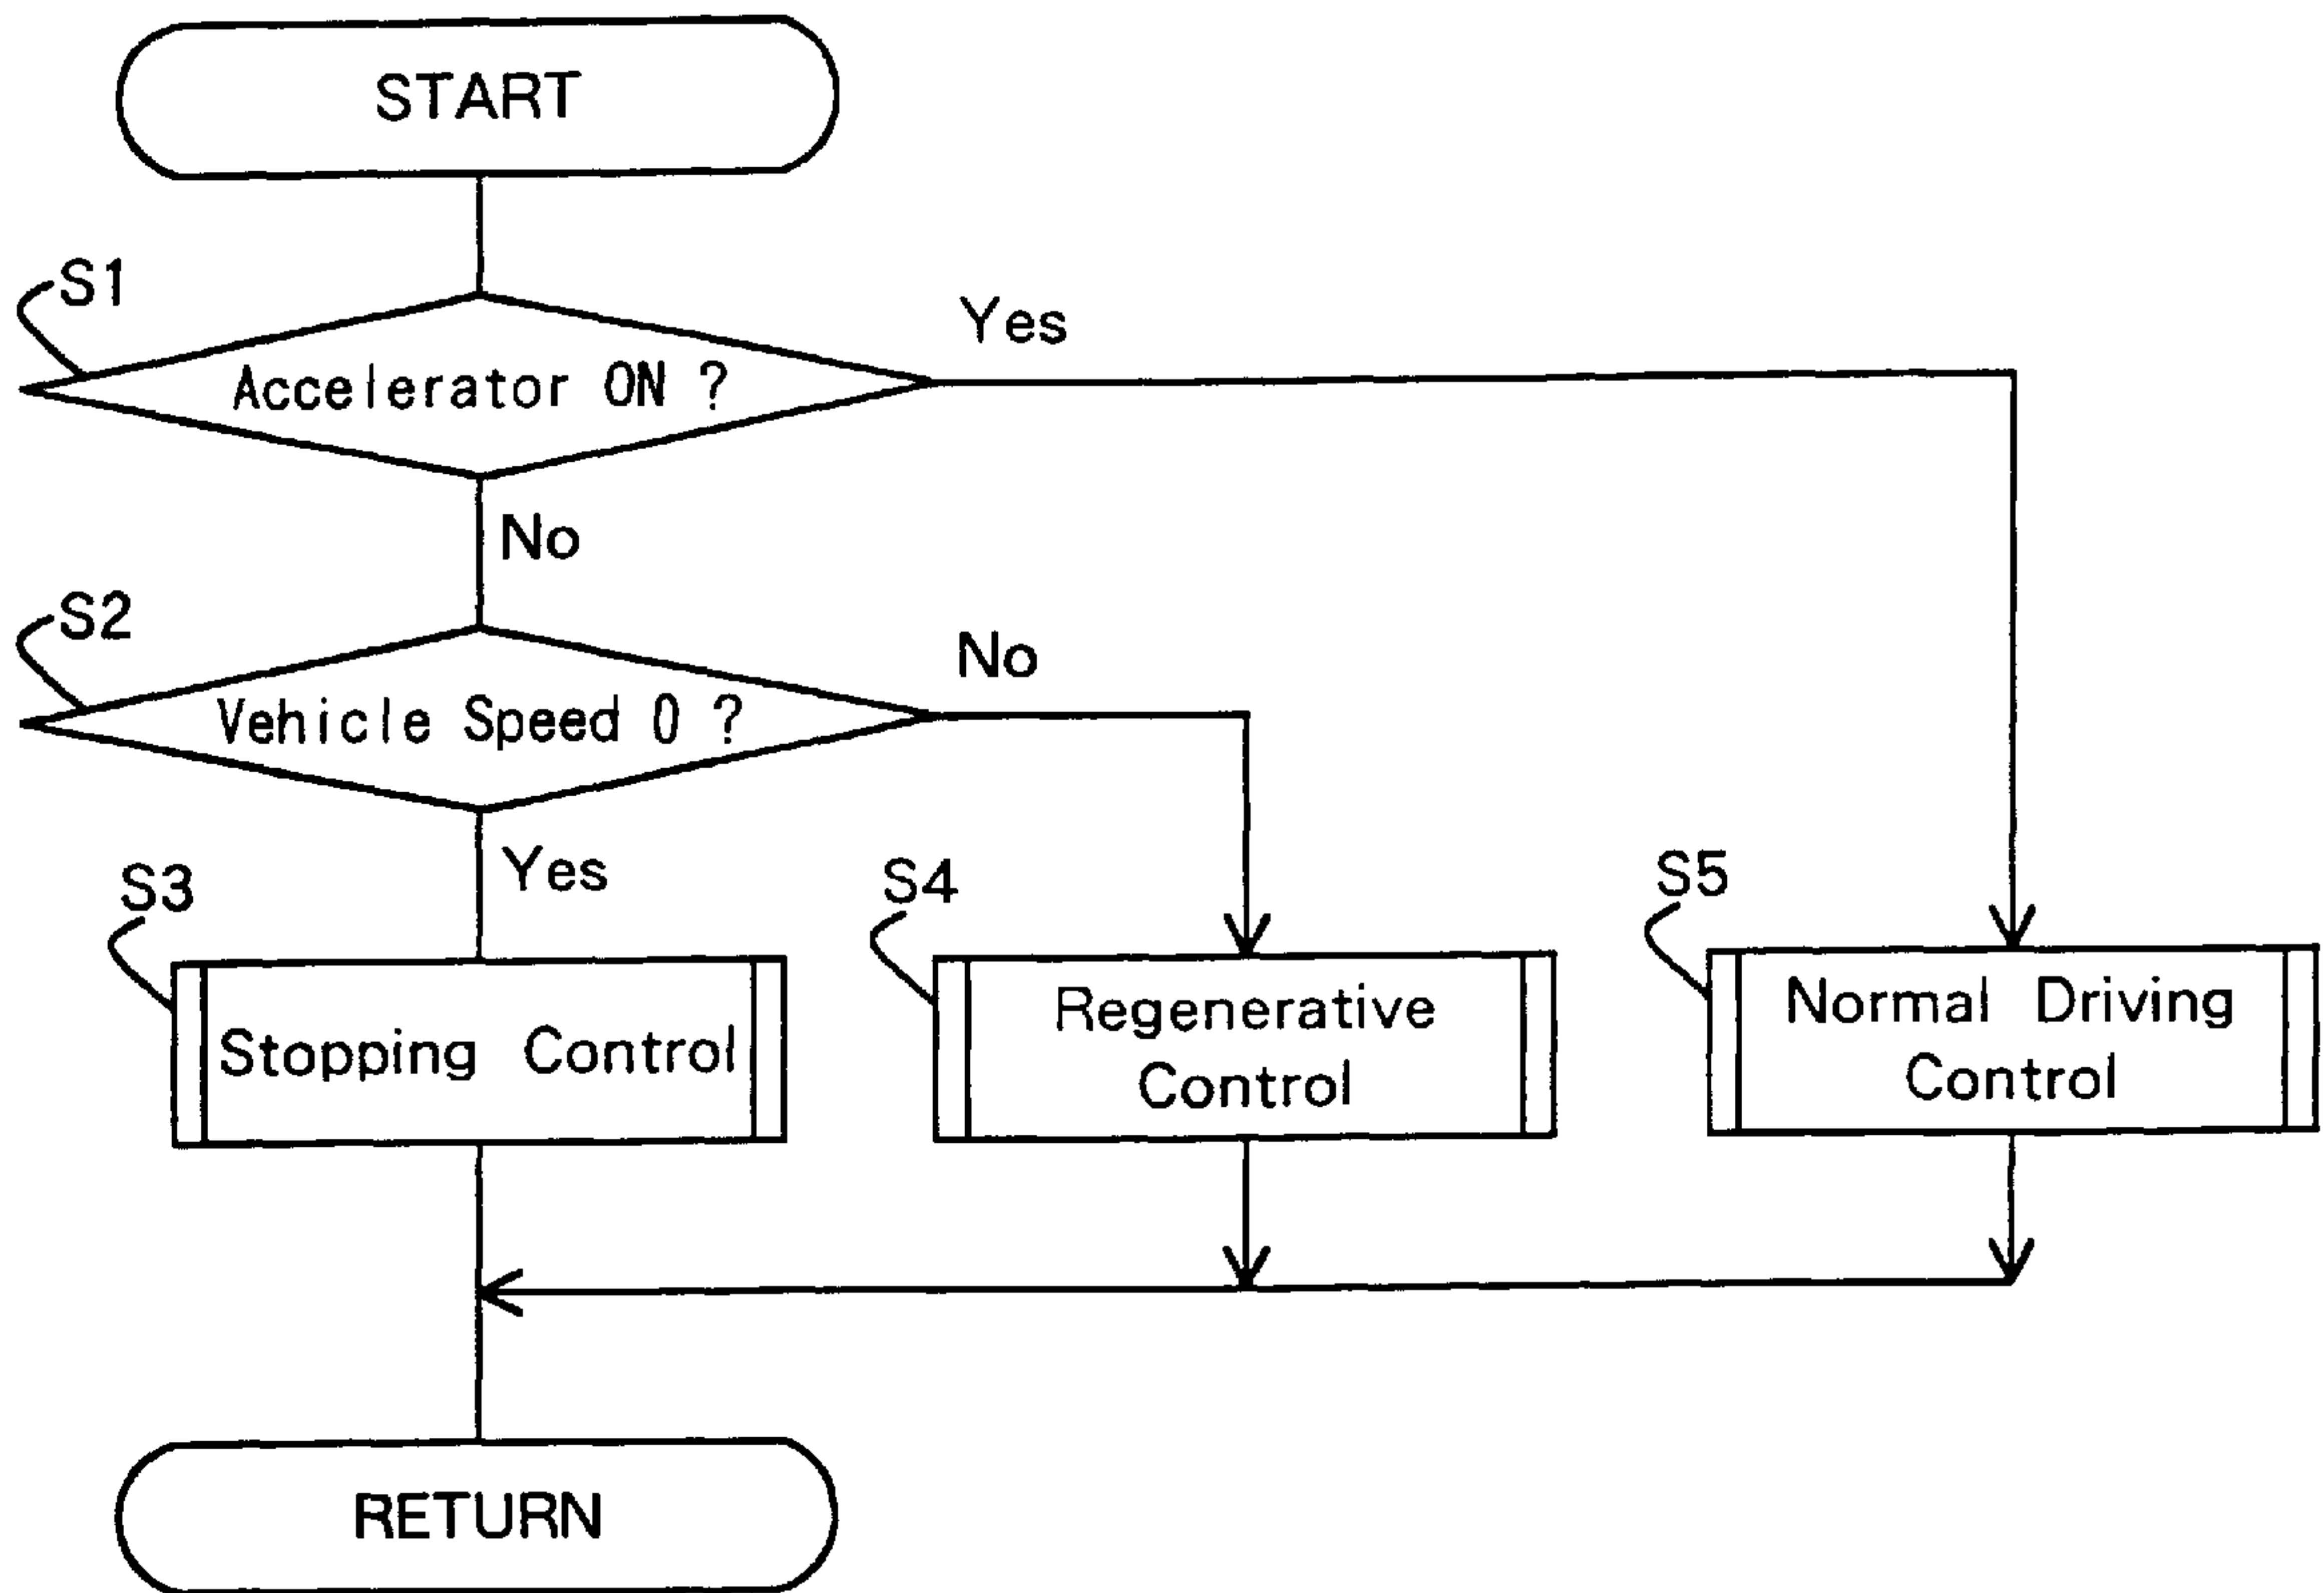 START
S1
Accelerator ON ?
Yes
No
S2
Vehicle Speed 0 ?
No
Yes
S3
Stopping Control
S4
Regenerative
Control
S5
Normal Driving
Control
RETURN